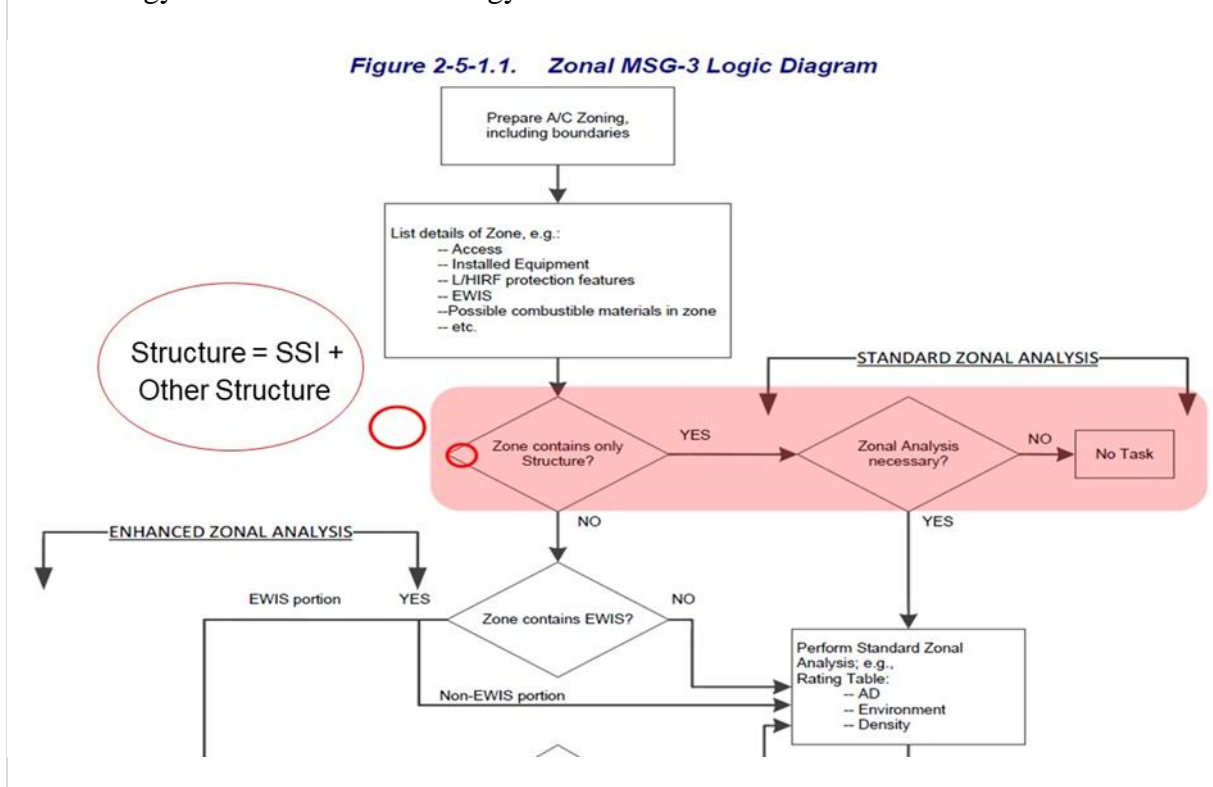 Figure 2-5-1.1. Zonal MSG-3 Logic Diagram
Prepare A/C Zoning,
including boundaries
List details of Zone, e.g.:
-- Access
-- Installed Equipment
-- L/HIRF protection features
-- EWIS
--Possible combustible materials in zone
-- etc.
Structure = SSI +
Other Structure
STANDARD ZONAL ANALYSIS
Zone contains only
Structure?
YES
Zonal Analysis
necessary?
NO
No Task
NO
YES
ENHANCED ZONAL ANALYSIS
EWIS portion
YES
Zone contains EWIS?
NO
Non-EWIS portion
Perform Standard Zonal
Analysis; e.g.,
Rating Table:
-- AD
-- Environment
-- Density